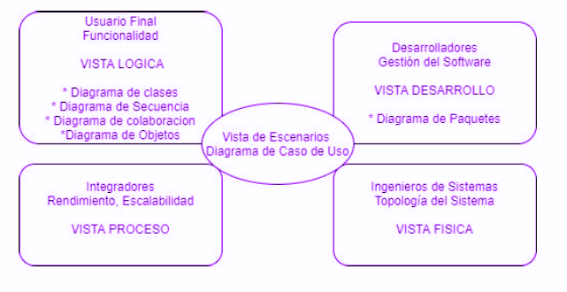 Usuario Final
Funcionalidad
VISTA LOGICA
* Diagrama de clases
* Diagrama de Secuencia
* Diagrama de colaboracion
*Diagrama de Objetos
Desarrolladores
Gestión del Software
VISTA DESARROLLO
* Diagrama de Paquetes
Vista de Escenarios
Diagrama de Caso de Uso
Integradores
Rendimiento, Escalabilidad
VISTA PROCESO
Ingenieros de Sistemas
Topología del Sistema
VISTA FISICA